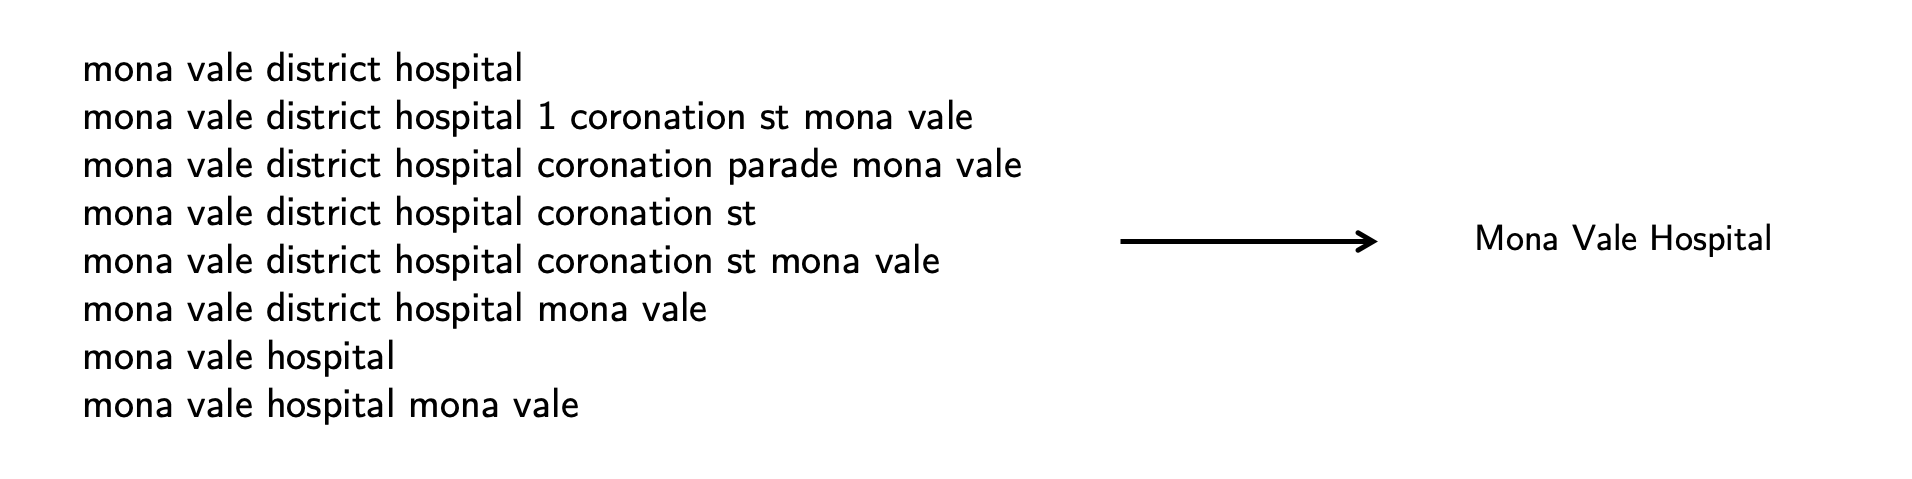 mona vale district hospital
mona vale district hospital 1 coronation st mona vale
mona vale district hospital coronation parade mona vale
mona vale district hospital coronation st
mona vale district hospital coronation st mona vale
mona vale district hospital mona vale
mona vale hospital
mona vale hospital mona vale
Mona Vale Hospital